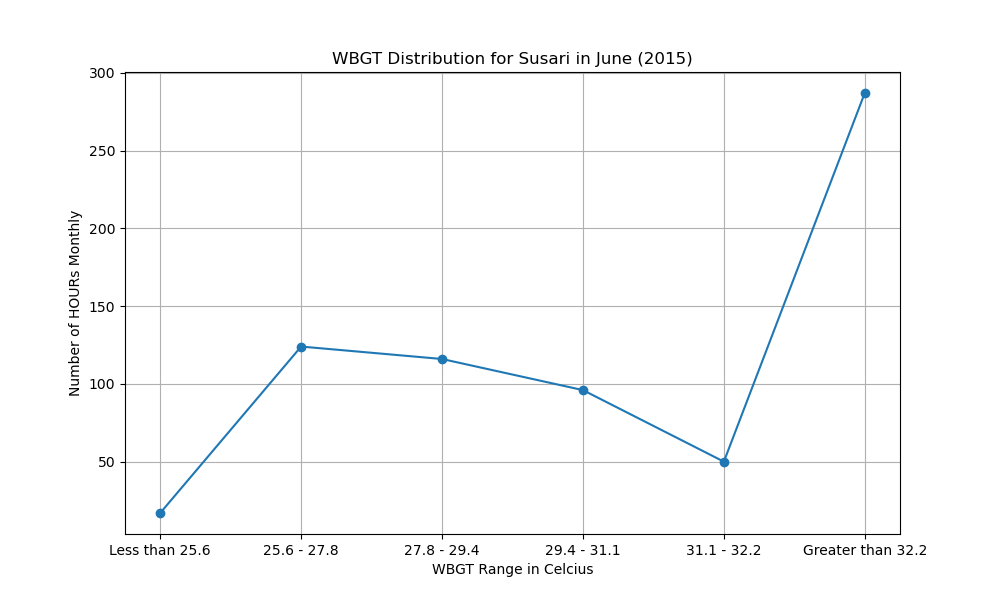 WBGT Distribution for Susari in June (2015)
300
250
200
150
100
50
Number of HOURs Monthly
Less than 25.6
25.6 - 27.8
27.8 - 29.4
29.4 - 31.1
31.1 - 32.2
Greater than 32.2
WBGT Range in Celcius